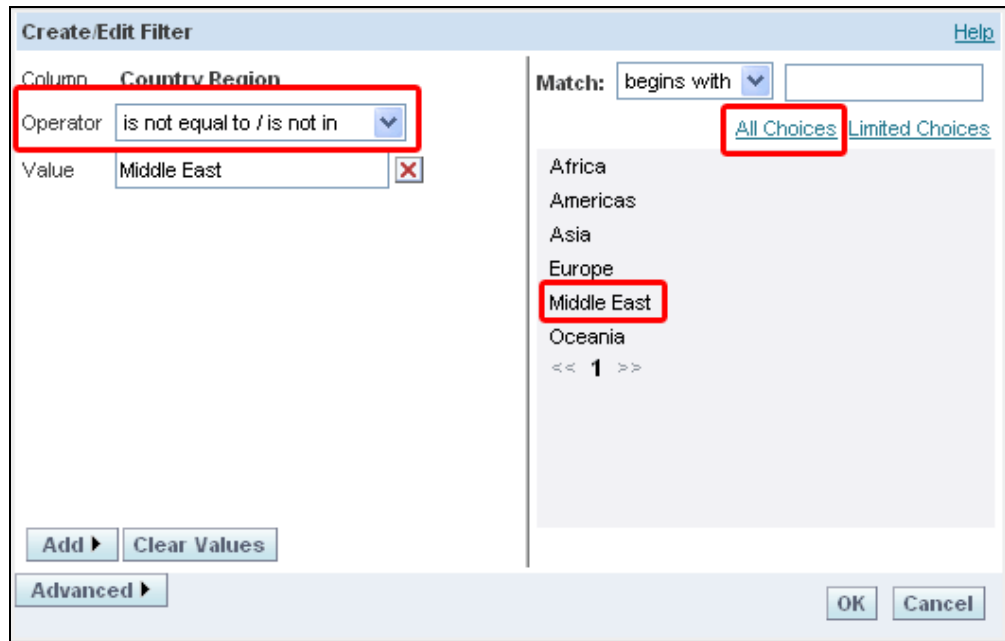 Create/Edit Filter
Help
Column Country Region
Operator is not equal to / is not in
Value Middle East
Add
Clear Values
Advanced
Match: begins with
All Choices Limited Choices
Africa
Americas
Asia
Europe
Middle East
Oceania
<< 1 >>
OK
Cancel